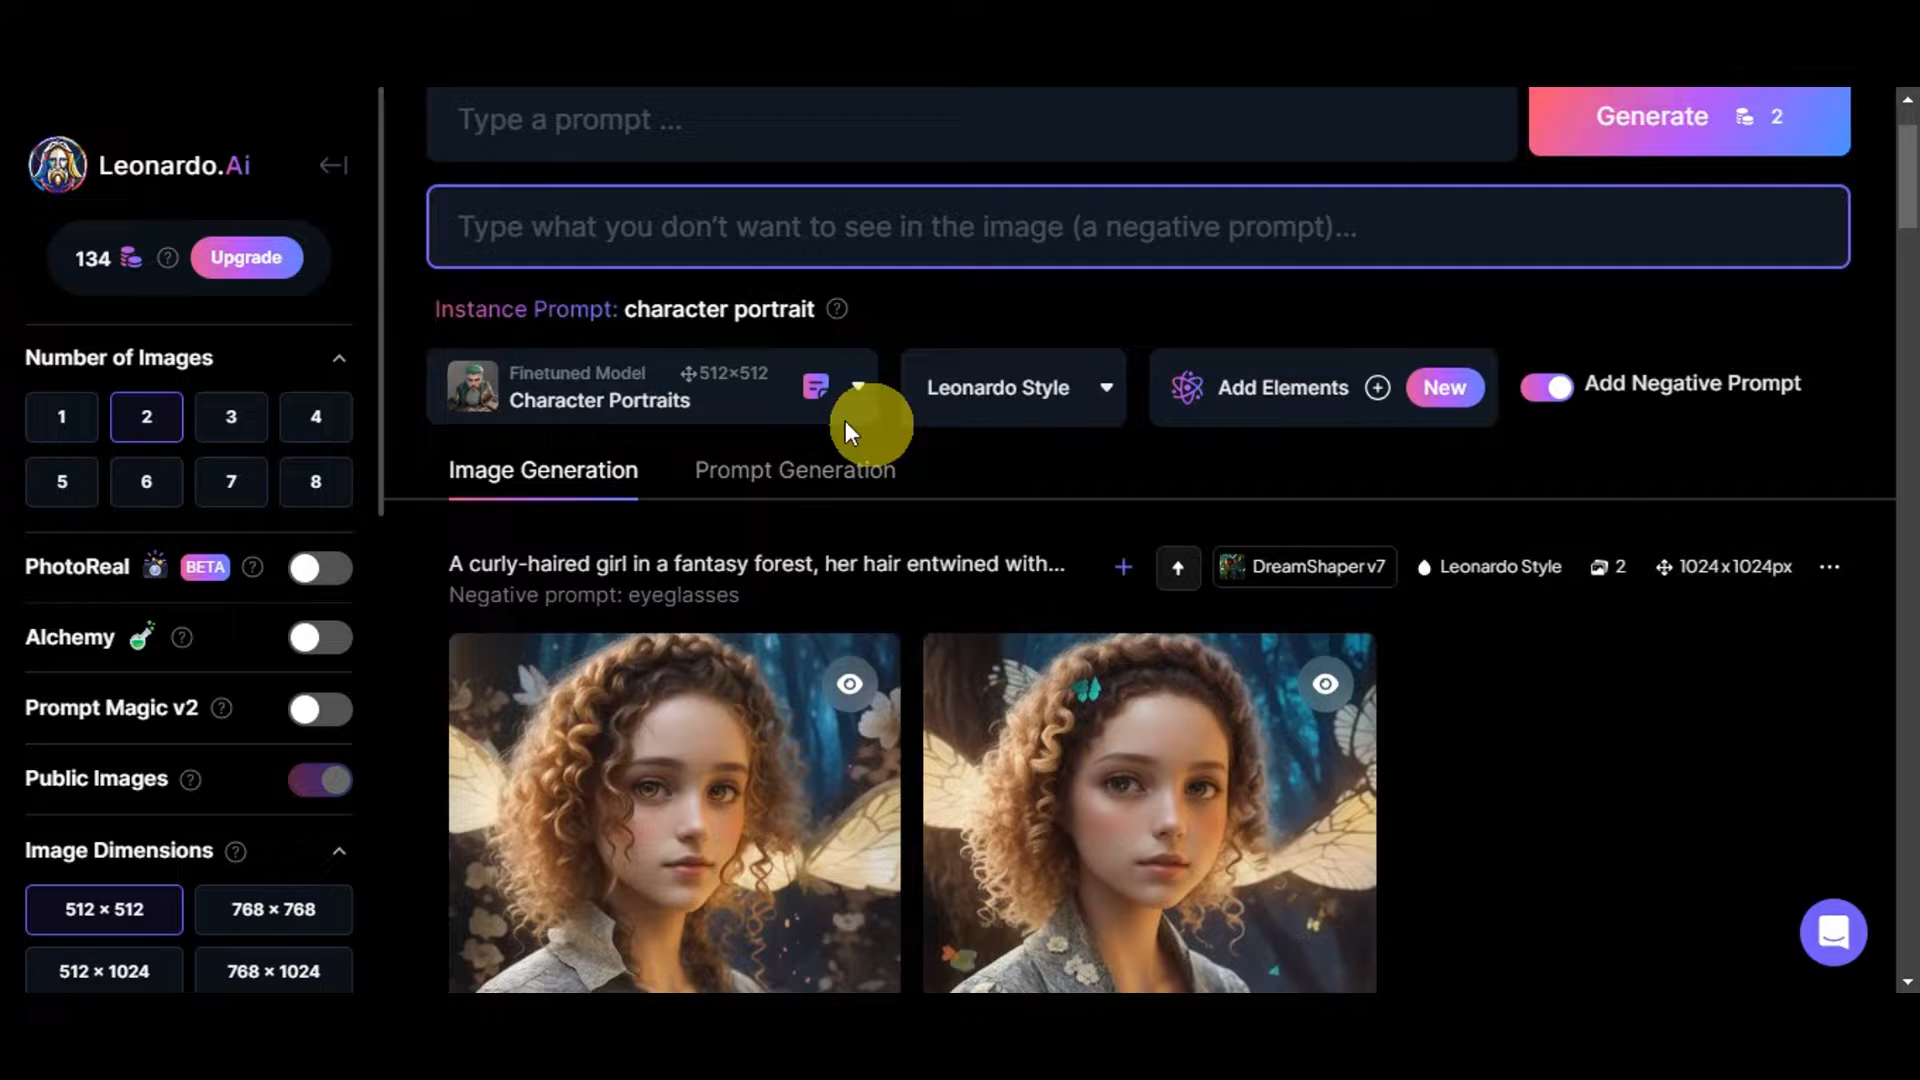 Type a prompt ...
Generate 2
Leonardo.Ai
134 Upgrade
Type what you don't want to see in the image (a negative prompt)...
Instance Prompt: character portrait
Number of Images
1 2 3 4
5 6 7 8
Finetuned Model 512×512
Character Portraits
Leonardo Style
Add Elements New
Add Negative Prompt
Image Generation Prompt Generation
PhotoReal BETA
Alchemy
Prompt Magic v2
Public Images
Image Dimensions
512 × 512 768 × 768
512 × 1024 768 × 1024
A curly-haired girl in a fantasy forest, her hair entwined with...
Negative prompt: eyeglasses
DreamShaper v7 Leonardo Style 2 1024 x 1024px